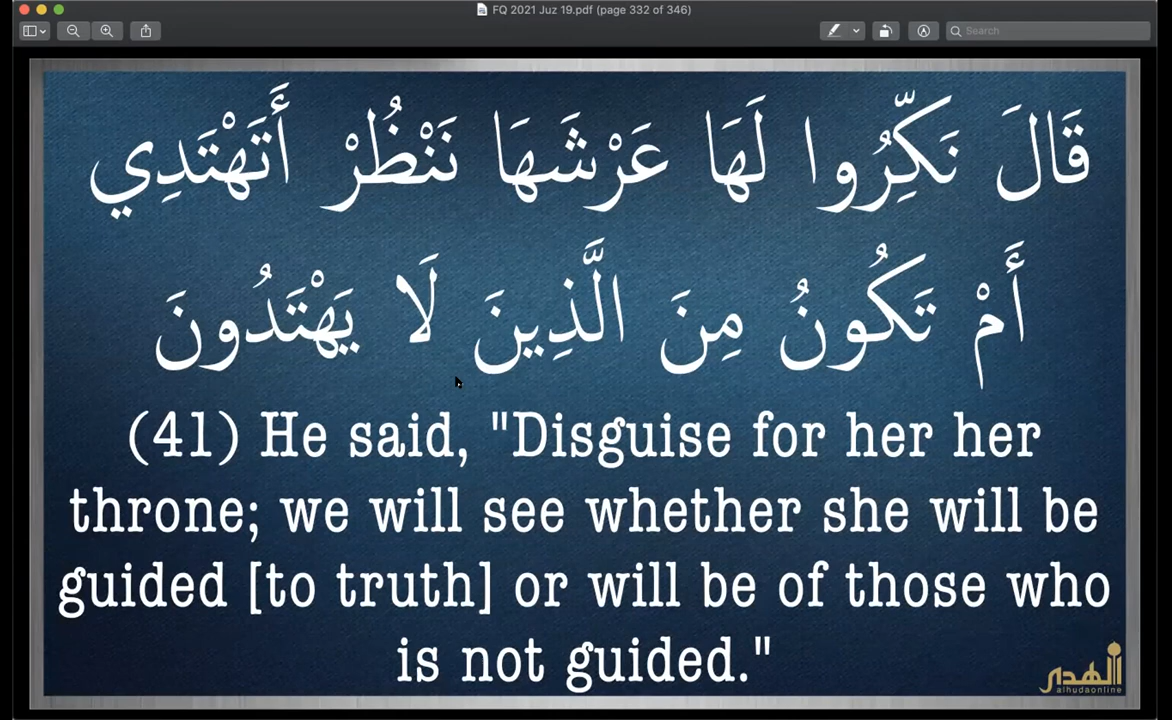 FQ 2021 Juz 19.pdf (page 332 of 346)
Search
قَالَ نَكِّرُوا لَهَا عَرْشَهَا نَنْظُرْ أَتَهْتَدِي
أَمْ تَكُونُ مِنَ الَّذِينَ لَا يَهْتَدُونَ
(41) He said, "Disguise for her her
throne; we will see whether she will be
guided [to truth] or will be of those who
is not guided."
الهدى
alhudaonline